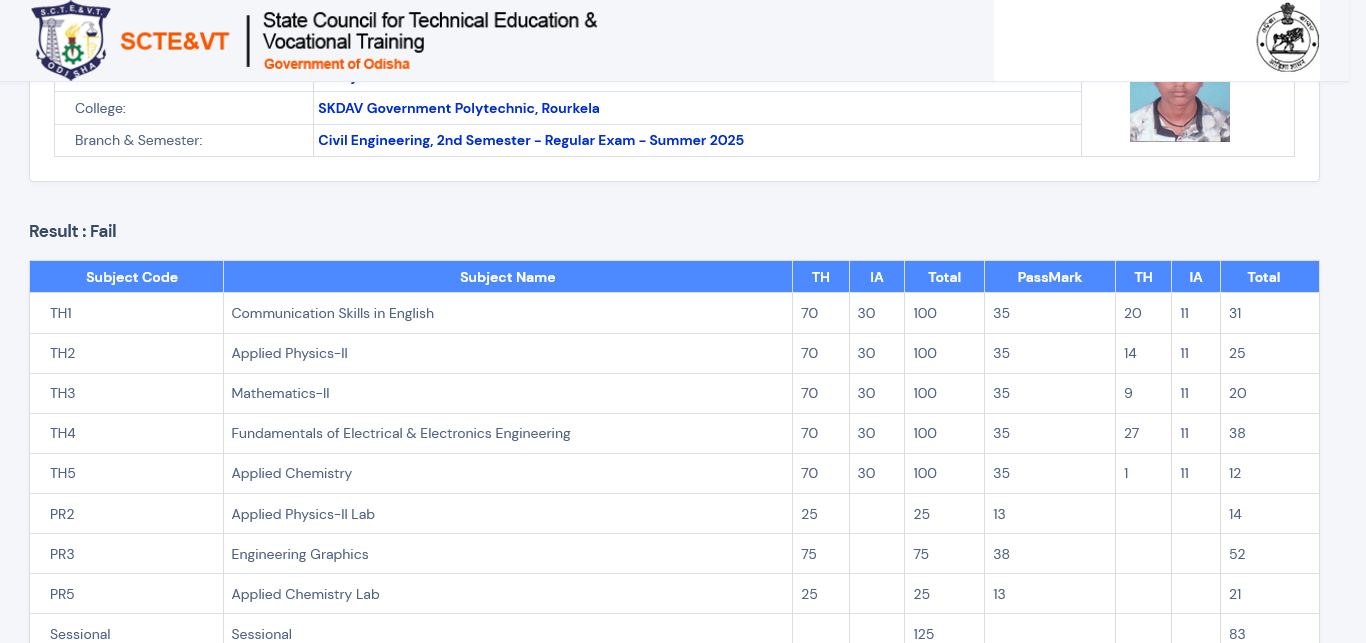 S.C.T.E.&V.T.
ODISHA
SCTE&VT
State Council for Technical Education &
Vocational Training
Government of Odisha
College: SKDAV Government Polytechnic, Rourkela
Branch & Semester: Civil Engineering, 2nd Semester - Regular Exam - Summer 2025
Result : Fail
Subject Code Subject Name TH IA Total PassMark TH IA Total
TH1 Communication Skills in English 70 30 100 35 20 11 31
TH2 Applied Physics-II 70 30 100 35 14 11 25
TH3 Mathematics-II 70 30 100 35 9 11 20
TH4 Fundamentals of Electrical & Electronics Engineering 70 30 100 35 27 11 38
TH5 Applied Chemistry 70 30 100 35 1 11 12
PR2 Applied Physics-II Lab 25 25 13 14
PR3 Engineering Graphics 75 75 38 52
PR5 Applied Chemistry Lab 25 25 13 21
Sessional Sessional 125 83